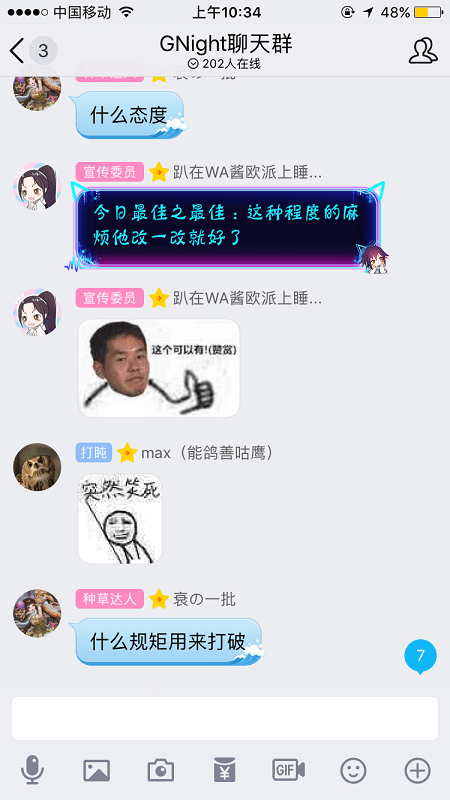 中国移动
上午10:34
48%
3
GNight聊天群
202人在线
什么态度
宣传委员
趴在WA酱欧派上睡...
今日最佳之最佳：这种程度的麻
烦他改一改就好了
宣传委员
趴在WA酱欧派上睡...
这个可以有!(赞赏)
打盹
max（能鸽善咕鹰）
突然笑死
种草达人
衰の一批
什么规矩用来打破
7
GIF